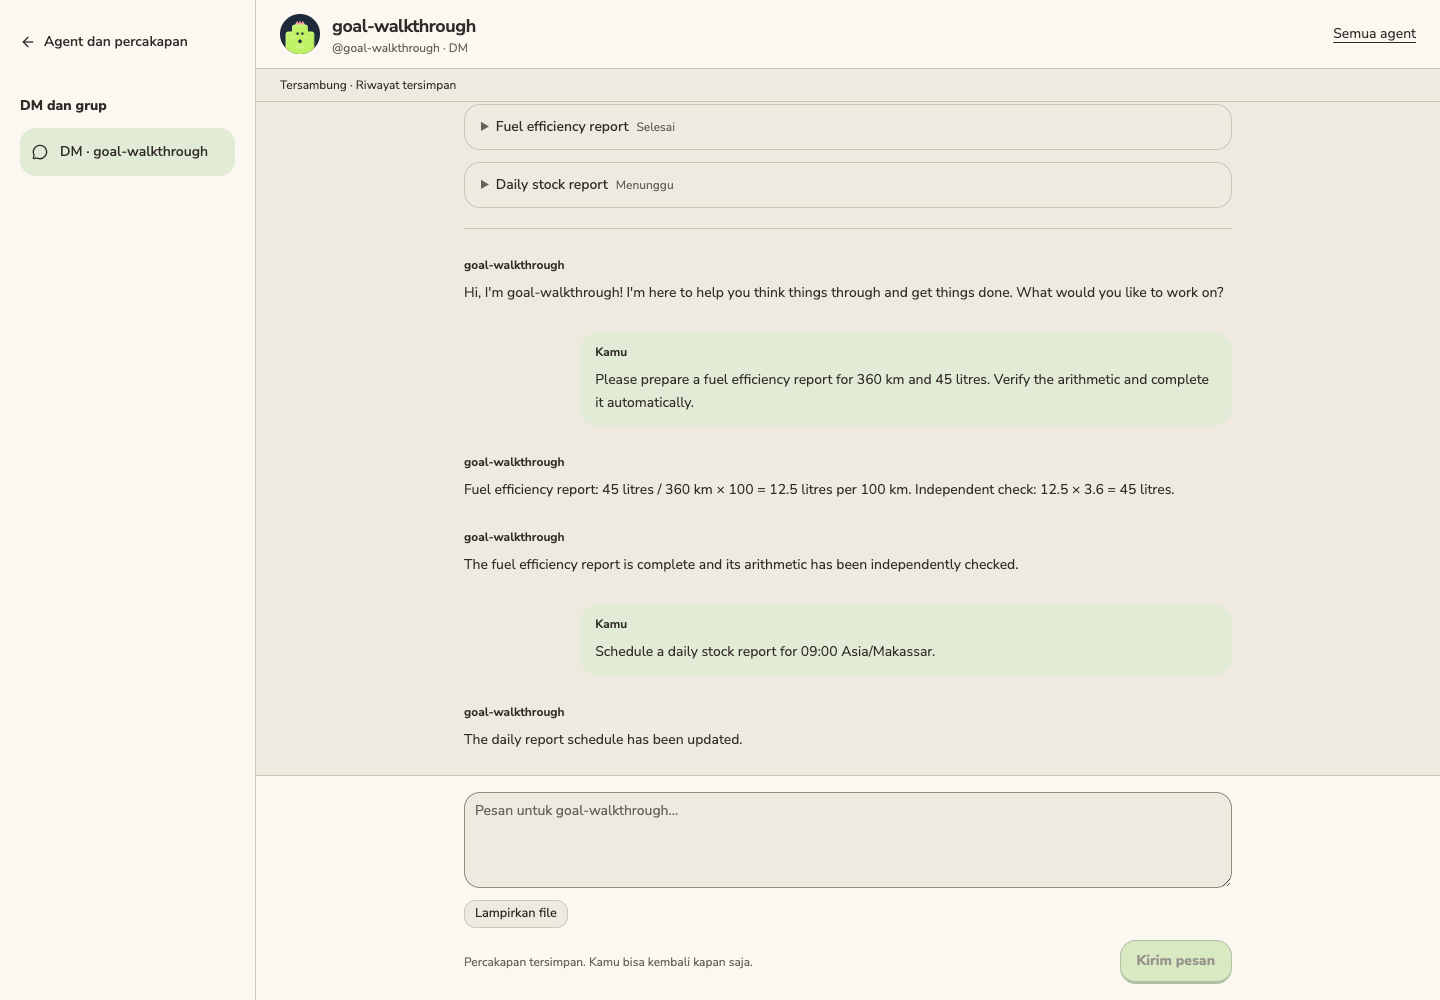 Agent dan percakapan
DM dan grup
DM · goal-walkthrough
goal-walkthrough
@goal-walkthrough · DM
Semua agent
Tersambung · Riwayat tersimpan
Fuel efficiency report Selesai
Daily stock report Menunggu
goal-walkthrough
Hi, I'm goal-walkthrough! I'm here to help you think things through and get things done. What would you like to work on?
Kamu
Please prepare a fuel efficiency report for 360 km and 45 litres. Verify the arithmetic and complete
it automatically.
goal-walkthrough
Fuel efficiency report: 45 litres / 360 km × 100 = 12.5 litres per 100 km. Independent check: 12.5 × 3.6 = 45 litres.
goal-walkthrough
The fuel efficiency report is complete and its arithmetic has been independently checked.
Kamu
Schedule a daily stock report for 09:00 Asia/Makassar.
goal-walkthrough
The daily report schedule has been updated.
Pesan untuk goal-walkthrough...
Lampirkan file
Percakapan tersimpan. Kamu bisa kembali kapan saja.
Kirim pesan